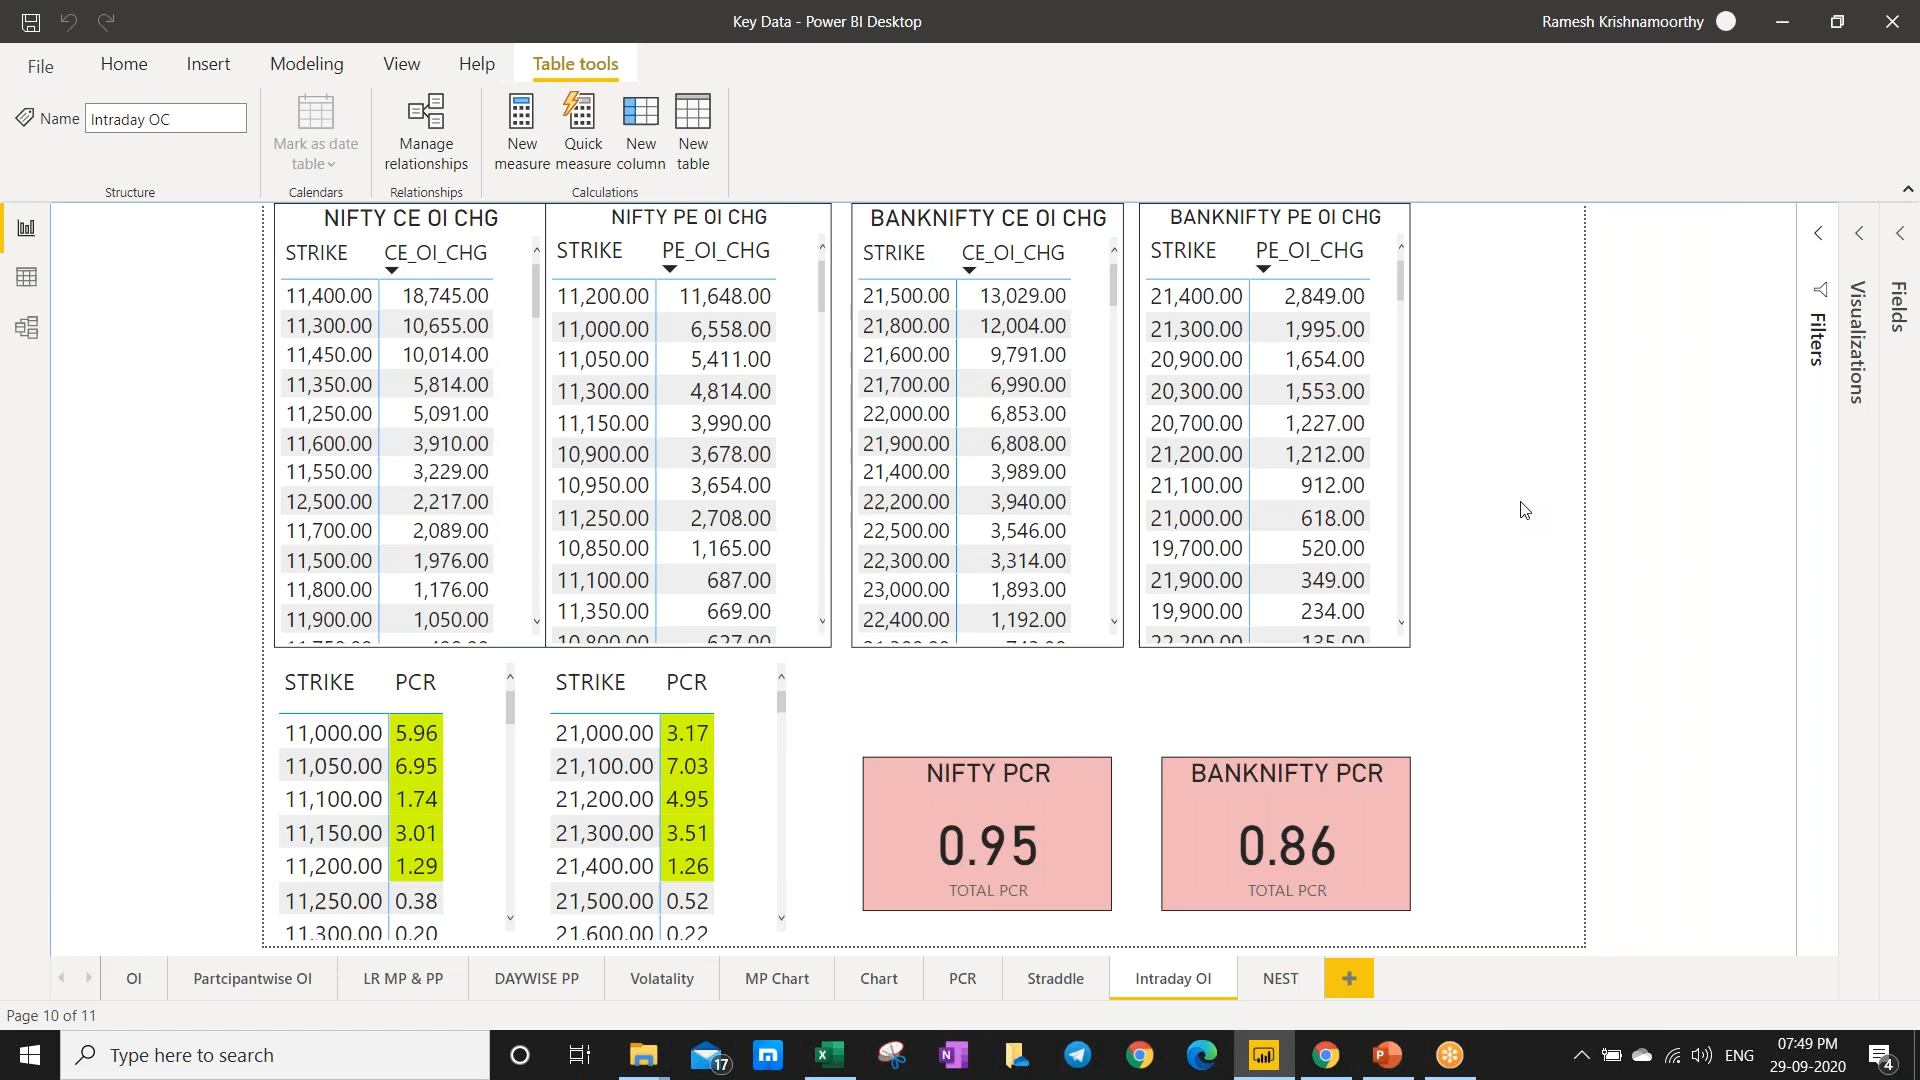 Key Data - Power BI Desktop
Ramesh Krishnamoorthy
File Home Insert Modeling View Help Table tools
Name Intraday OC
Mark as date table
Manage relationships
New measure
Quick measure
New column
New table
Structure Calendars Relationships Calculations
NIFTY CE OI CHG
STRIKE CE_OI_CHG
11,400.00 18,745.00
11,300.00 10,655.00
11,450.00 10,014.00
11,350.00 5,814.00
11,250.00 5,091.00
11,600.00 3,910.00
11,550.00 3,229.00
12,500.00 2,217.00
11,700.00 2,089.00
11,500.00 1,976.00
11,800.00 1,176.00
11,900.00 1,050.00
NIFTY PE OI CHG
STRIKE PE_OI_CHG
11,200.00 11,648.00
11,000.00 6,558.00
11,050.00 5,411.00
11,300.00 4,814.00
11,150.00 3,990.00
10,900.00 3,678.00
10,950.00 3,654.00
11,250.00 2,708.00
10,850.00 1,165.00
11,100.00 687.00
11,350.00 669.00
10,800.00 627.00
BANKNIFTY CE OI CHG
STRIKE CE_OI_CHG
21,500.00 13,029.00
21,800.00 12,004.00
21,600.00 9,791.00
21,700.00 6,990.00
22,000.00 6,853.00
21,900.00 6,808.00
21,400.00 3,989.00
22,200.00 3,940.00
22,500.00 3,546.00
22,300.00 3,314.00
23,000.00 1,893.00
22,400.00 1,192.00
BANKNIFTY PE OI CHG
STRIKE PE_OI_CHG
21,400.00 2,849.00
21,300.00 1,995.00
20,900.00 1,654.00
20,300.00 1,553.00
20,700.00 1,227.00
21,200.00 1,212.00
21,100.00 912.00
21,000.00 618.00
19,700.00 520.00
21,900.00 349.00
19,900.00 234.00
22,200.00 135.00
Filters
Visualizations
Fields
STRIKE PCR
11,000.00 5.96
11,050.00 6.95
11,100.00 1.74
11,150.00 3.01
11,200.00 1.29
11,250.00 0.38
11,300.00 0.20
STRIKE PCR
21,000.00 3.17
21,100.00 7.03
21,200.00 4.95
21,300.00 3.51
21,400.00 1.26
21,500.00 0.52
21,600.00 0.22
NIFTY PCR
0.95
TOTAL PCR
BANKNIFTY PCR
0.86
TOTAL PCR
OI Partcipantwise OI LR MP & PP DAYWISE PP Volatality MP Chart Chart PCR Straddle Intraday OI NEST
Page 10 of 11
Type here to search
17
ENG
07:49 PM
29-09-2020
4